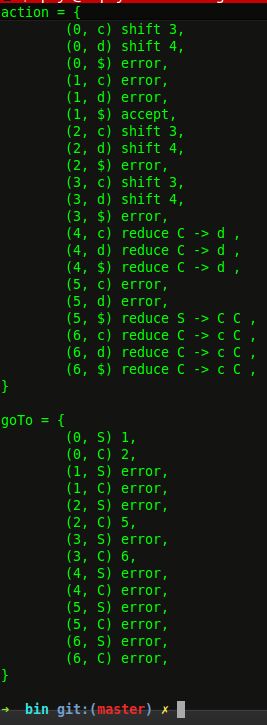 action = {
(0, c) shift 3,
(0, d) shift 4,
(0, $) error,
(1, c) error,
(1, d) error,
(1, $) accept,
(2, c) shift 3,
(2, d) shift 4,
(2, $) error,
(3, c) shift 3,
(3, d) shift 4,
(3, $) error,
(4, c) reduce C -> d ,
(4, d) reduce C -> d ,
(4, $) reduce C -> d ,
(5, c) error,
(5, d) error,
(5, $) reduce S -> C C ,
(6, c) reduce C -> c C ,
(6, d) reduce C -> c C ,
(6, $) reduce C -> c C ,
}
goTo = {
(0, S) 1,
(0, C) 2,
(1, S) error,
(1, C) error,
(2, S) error,
(2, C) 5,
(3, S) error,
(3, C) 6,
(4, S) error,
(4, C) error,
(5, S) error,
(5, C) error,
(6, S) error,
(6, C) error,
}
➜ bin git:(master) ✗